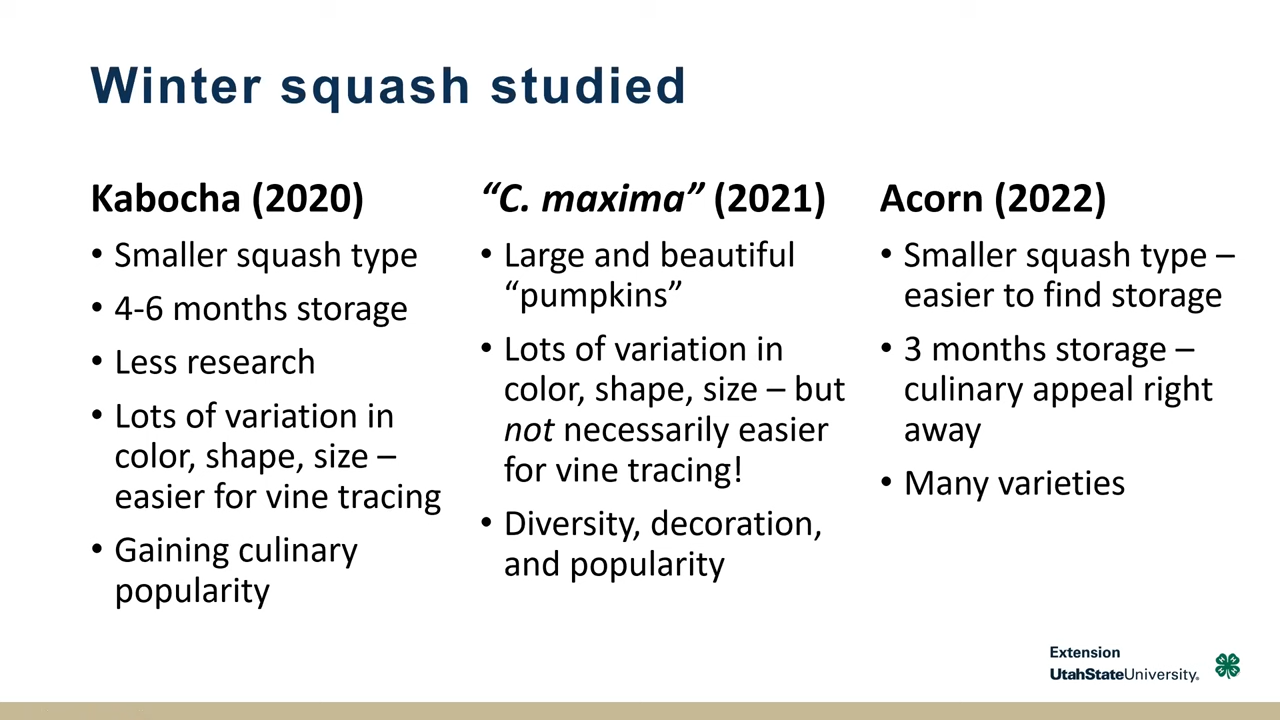 Winter squash studied
Kabocha (2020)
• Smaller squash type
• 4-6 months storage
• Less research
• Lots of variation in
color, shape, size –
easier for vine tracing
• Gaining culinary
popularity
“C. maxima” (2021)
• Large and beautiful
“pumpkins”
• Lots of variation in
color, shape, size – but
not necessarily easier
for vine tracing!
• Diversity, decoration,
and popularity
Acorn (2022)
• Smaller squash type –
easier to find storage
• 3 months storage –
culinary appeal right
away
• Many varieties
Extension
UtahStateUniversity®